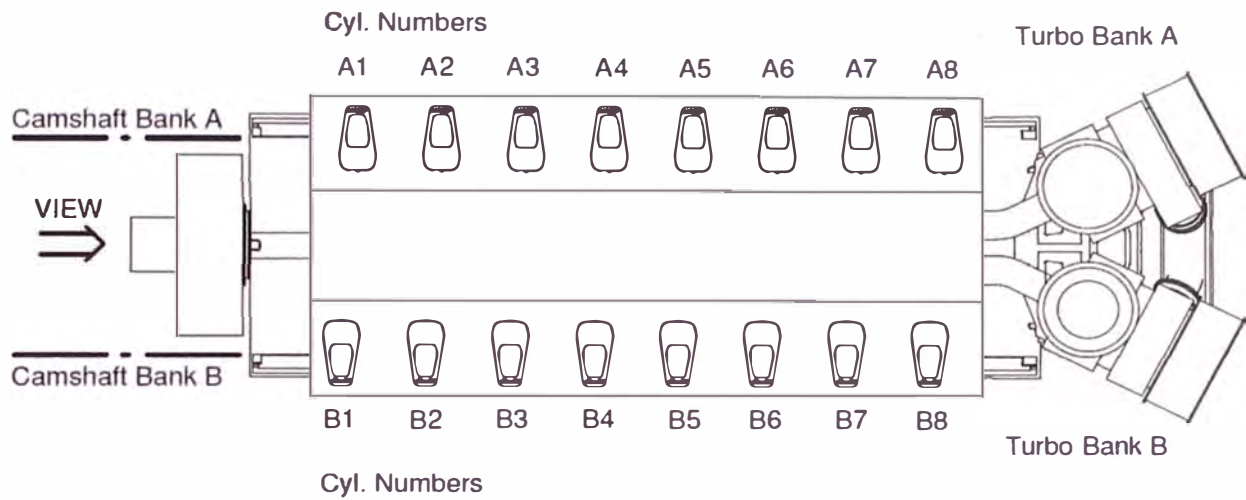 Cyl. Numbers
Turbo Bank A
A1 A2 A3 A4 A5 A6 A7 A8
Camshaft Bank A
VIEW
Camshaft Bank B
B1 B2 B3 B4 B5 B6 B7 B8
Turbo Bank B
Cyl. Numbers